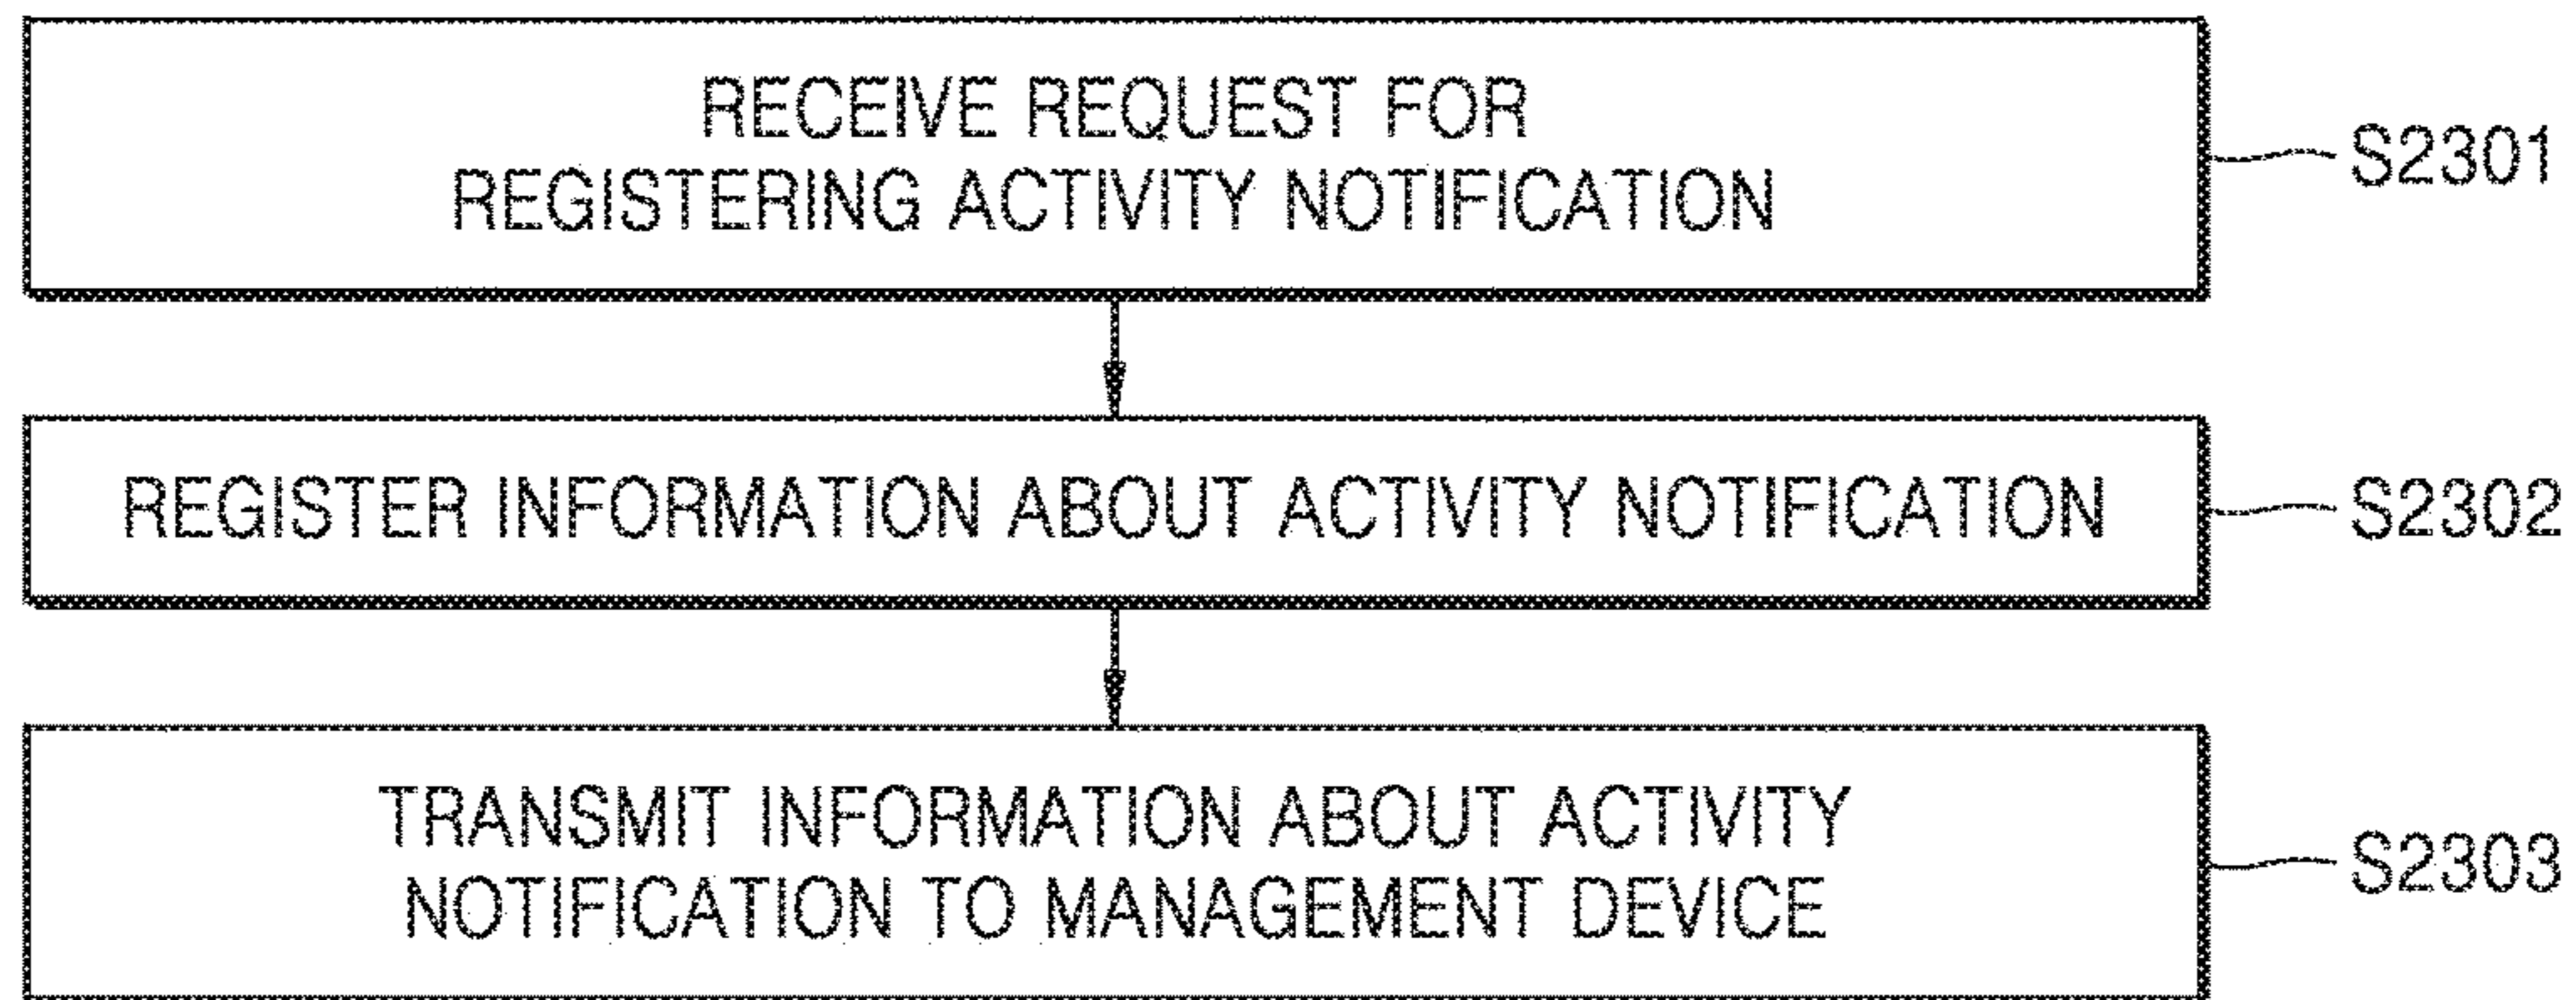 RECEIVE REQUEST FOR
REGISTERING ACTIVITY NOTIFICATION
S2301
REGISTER INFORMATION ABOUT ACTIVITY NOTIFICATION
S2302
TRANSMIT INFORMATION ABOUT ACTIVITY
NOTIFICATION TO MANAGEMENT DEVICE
S2303